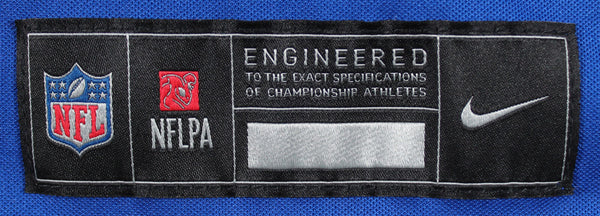 NFL
NFLPA
ENGINEERED
TO THE EXACT SPECIFICATIONS
OF CHAMPIONSHIP ATHLETES